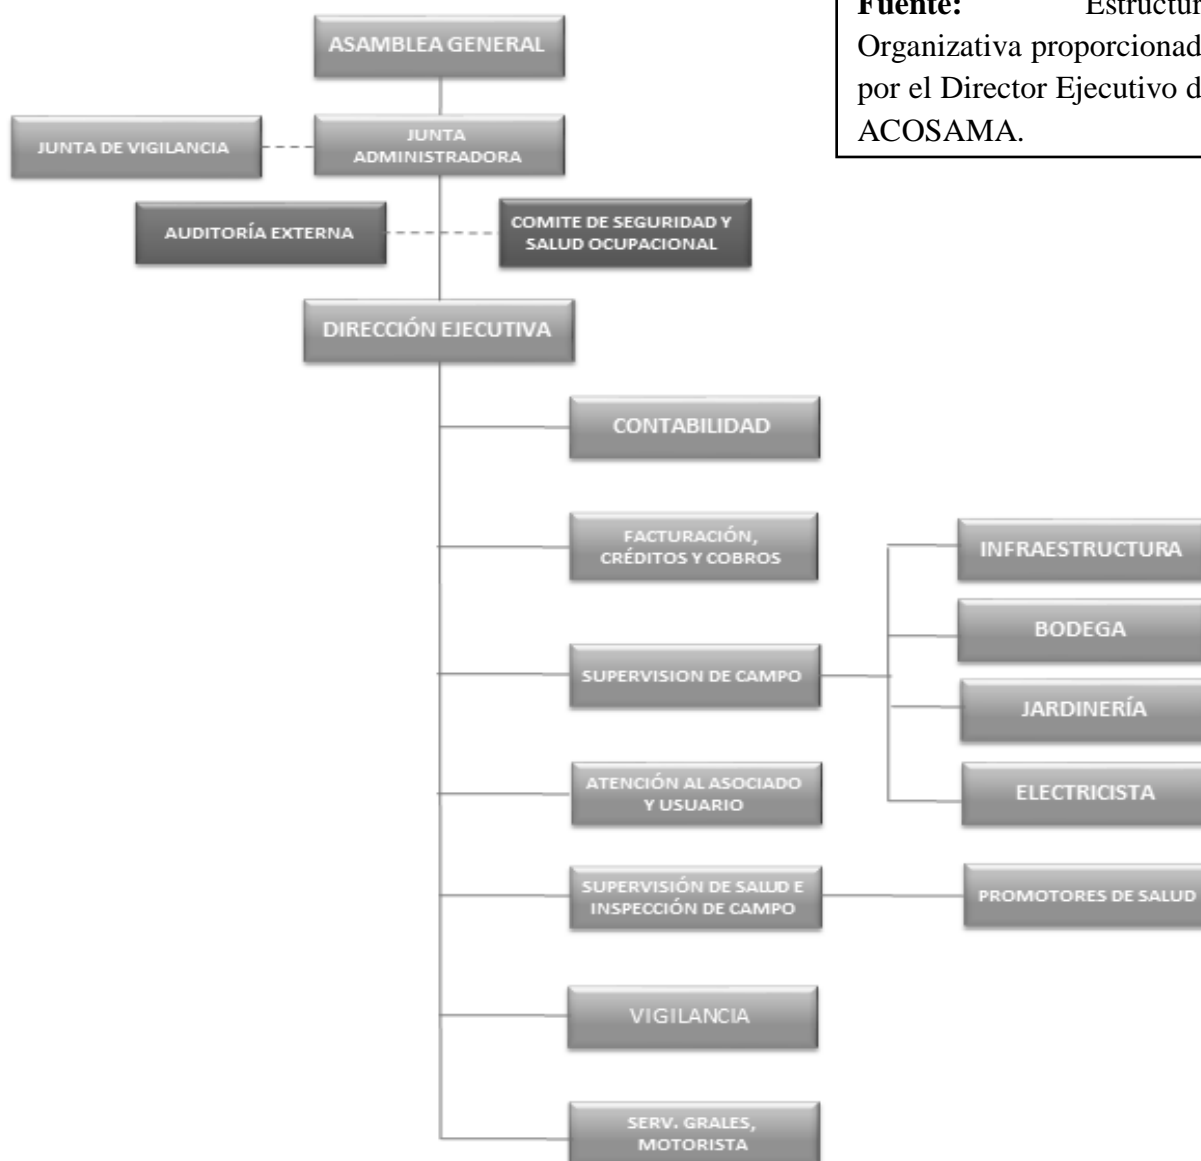 Fuente: Estructur
Organizativa proporcionad
por el Director Ejecutivo d
ACOSAMA.
ASAMBLEA GENERAL
JUNTA DE VIGILANCIA
JUNTA
ADMINISTRADORA
AUDITORÍA EXTERNA
COMITE DE SEGURIDAD Y
SALUD OCUPACIONAL
DIRECCIÓN EJECUTIVA
CONTABILIDAD
FACTURACIÓN,
CRÉDITOS Y COBROS
SUPERVISION DE CAMPO
INFRAESTRUCTURA
BODEGA
JARDINERÍA
ELECTRICISTA
ATENCIÓN AL ASOCIADO
Y USUARIO
SUPERVISIÓN DE SALUD E
INSPECCIÓN DE CAMPO
PROMOTORES DE SALUD
VIGILANCIA
SERV. GRALES,
MOTORISTA